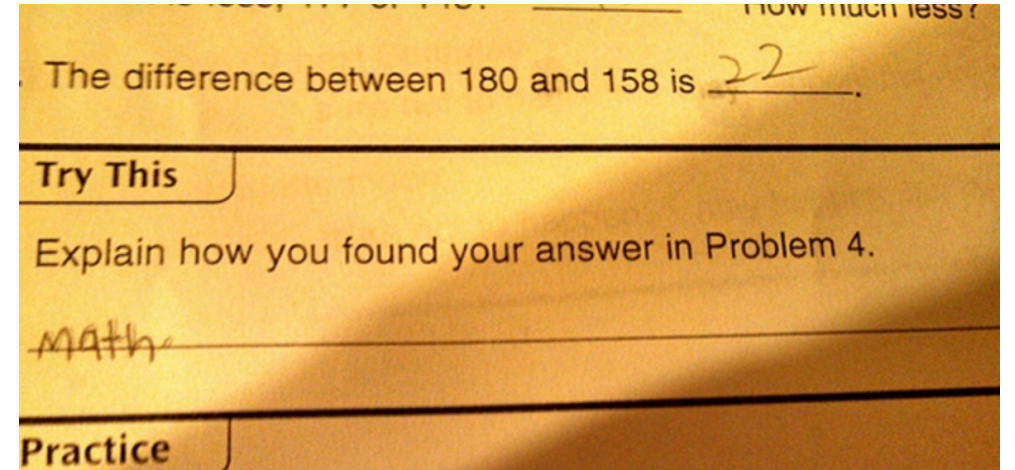 How much less?
The difference between 180 and 158 is 22.
Try This
Explain how you found your answer in Problem 4.
math
Practice